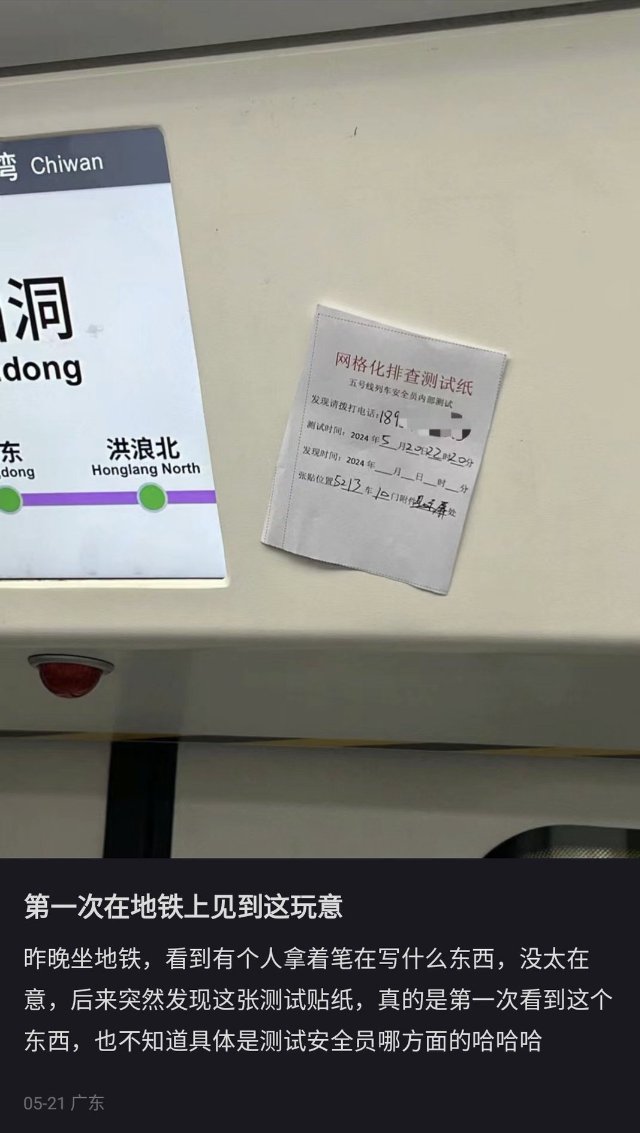 湾 Chiwan
洞
dong
东
dong
洪浪北
Honglang North
网格化排查测试纸
五号线列车安全员内部测试
发现请拨打电话:189
测试时间: 2024 年 5 月 20 日 22 时 20 分
发现时间: 2024 年__月__日__时__分
张贴位置 5213 车 10 门附件 显示屏 处
第一次在地铁上见到这玩意
昨晚坐地铁，看到有个人拿着笔在写什么东西，没太在
意，后来突然发现这张测试贴纸，真的是第一次看到这个
东西，也不知道具体是测试安全员哪方面的哈哈哈
05-21 广东